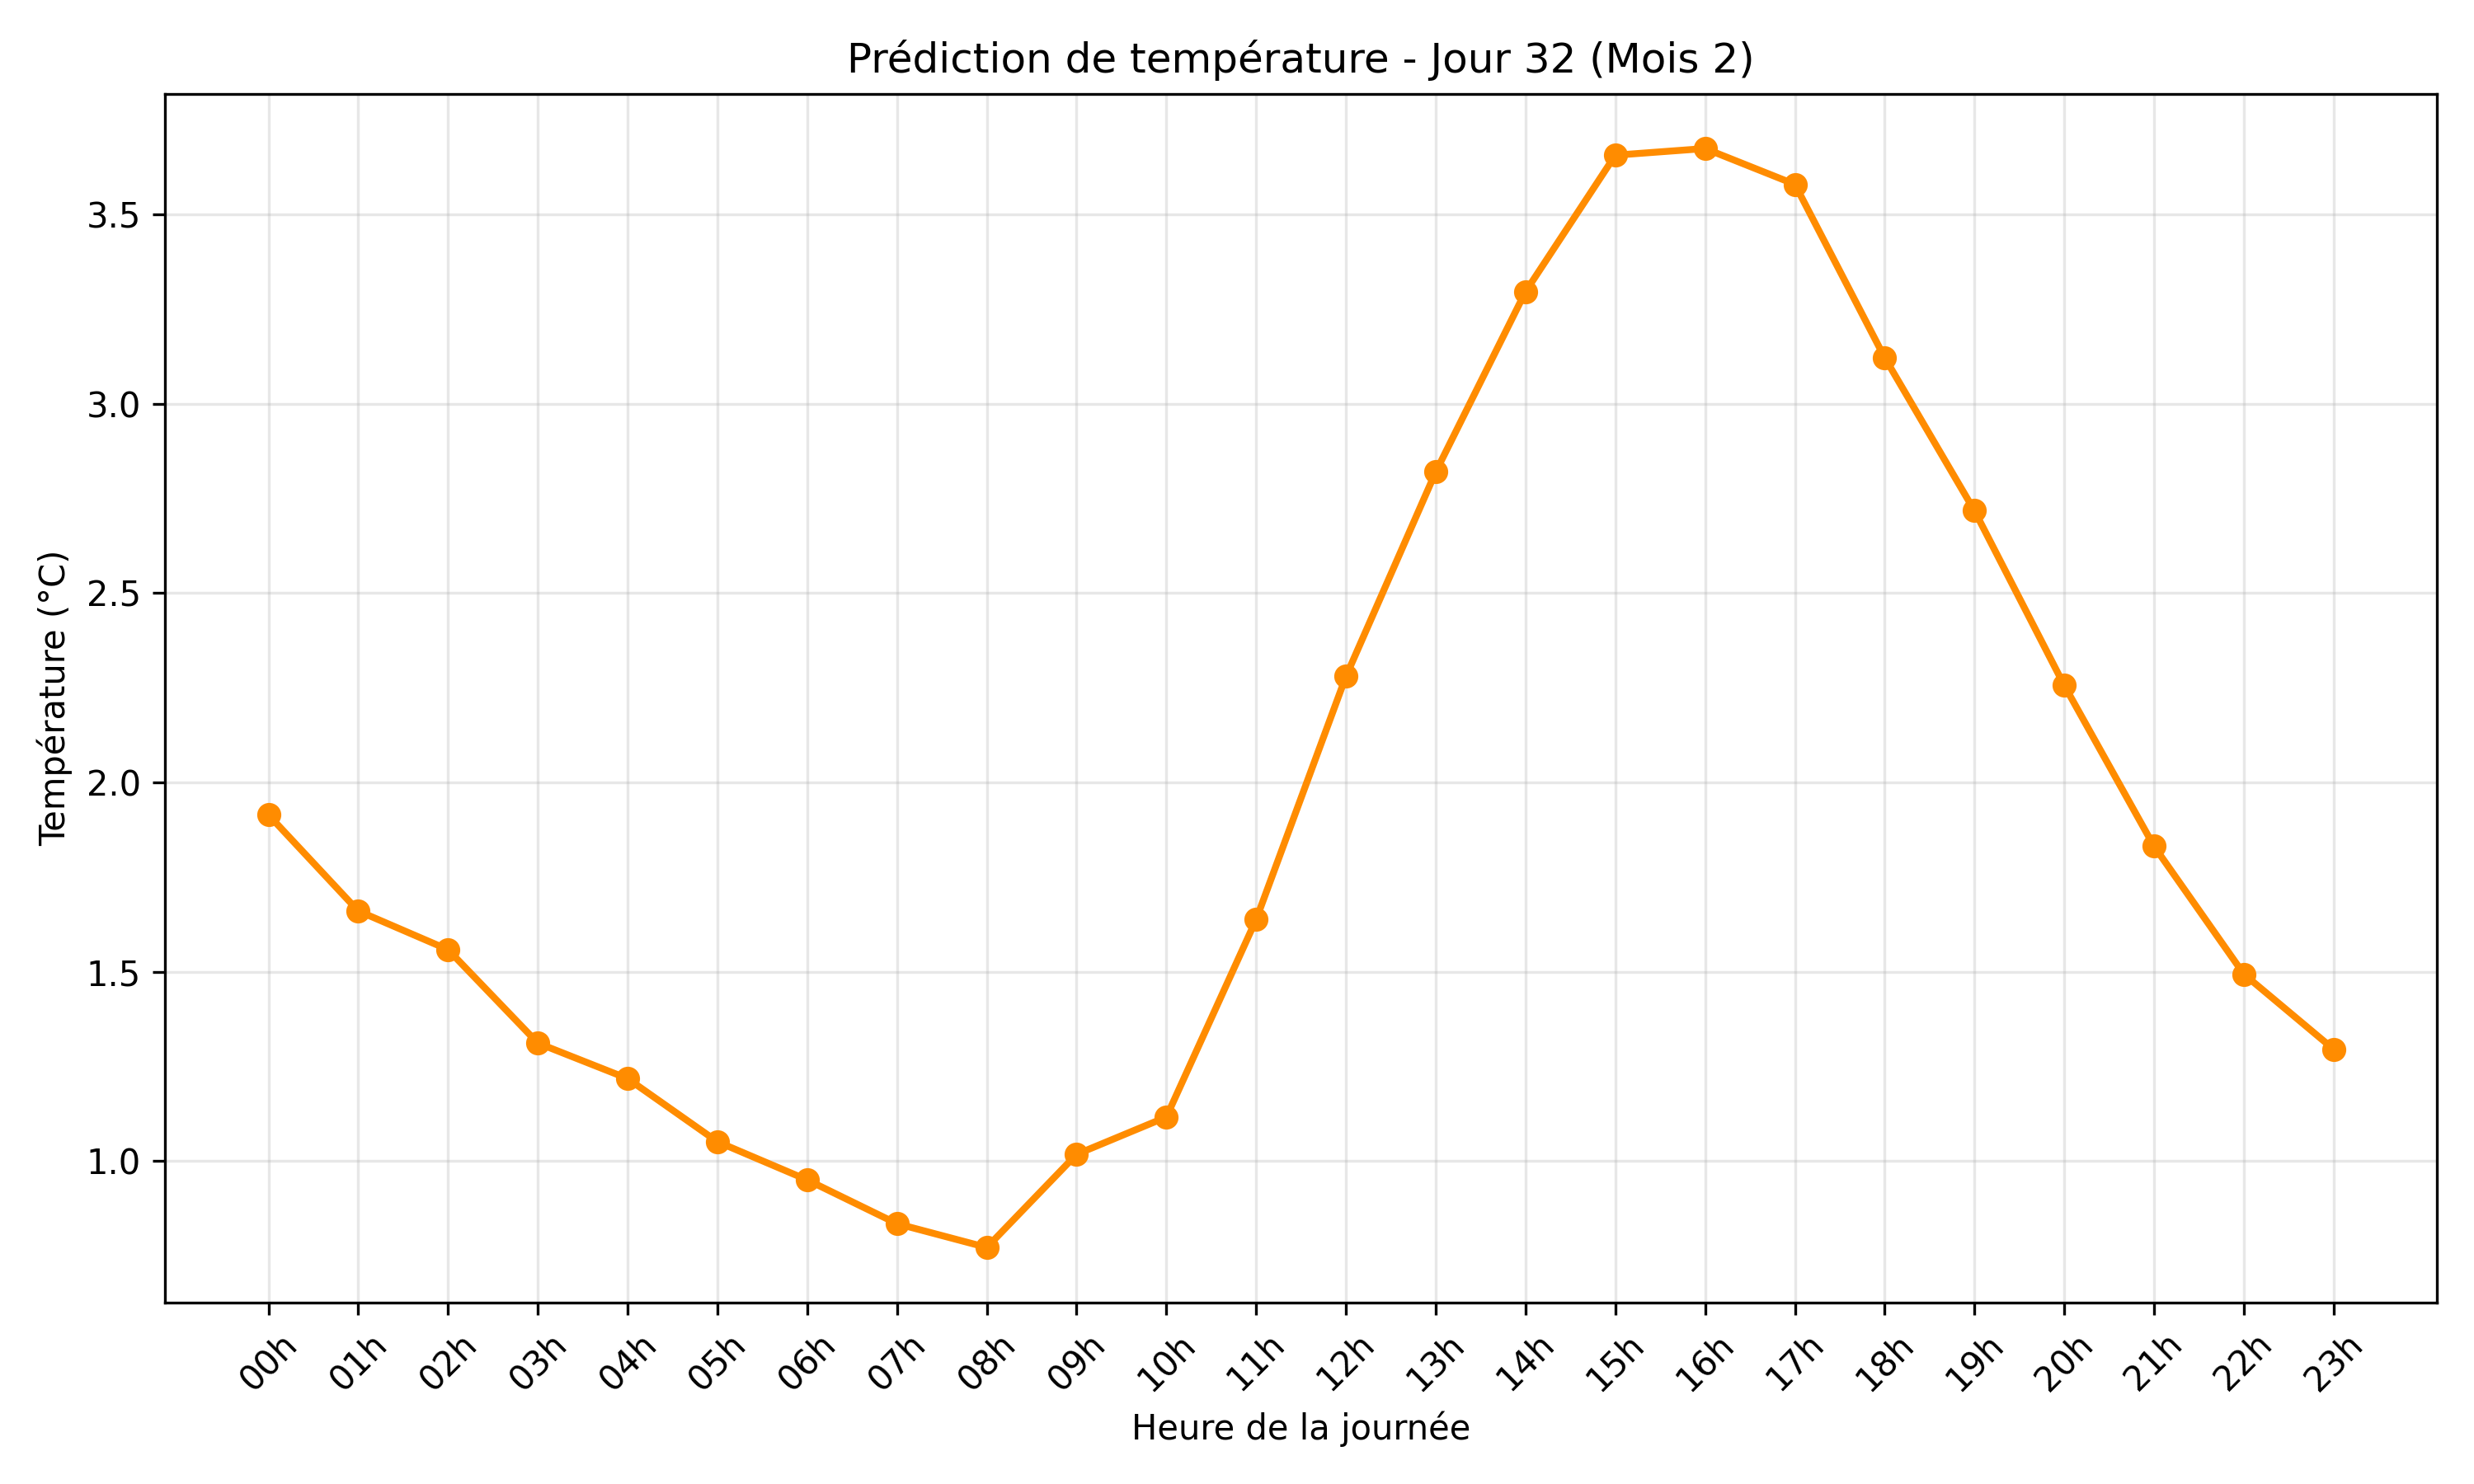 Prédiction de température - Jour 32 (Mois 2)
Température (°C)
3.5
3.0
2.5
2.0
1.5
1.0
00h 01h 02h 03h 04h 05h 06h 07h 08h 09h 10h 11h 12h 13h 14h 15h 16h 17h 18h 19h 20h 21h 22h 23h
Heure de la journée